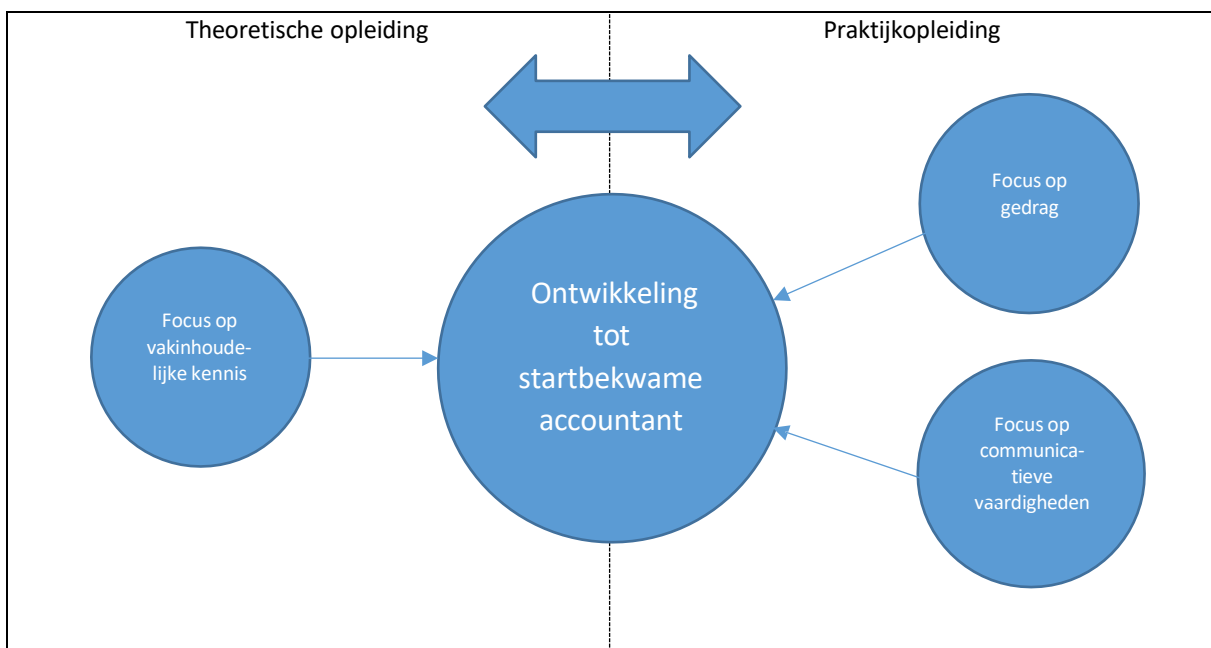 Theoretische opleiding
Praktijkopleiding
Focus op
vakinhoude-
lijke kennis
Ontwikkeling
tot
startbekwame
accountant
Focus op
gedrag
Focus op
communica-
tieve
vaardigheden